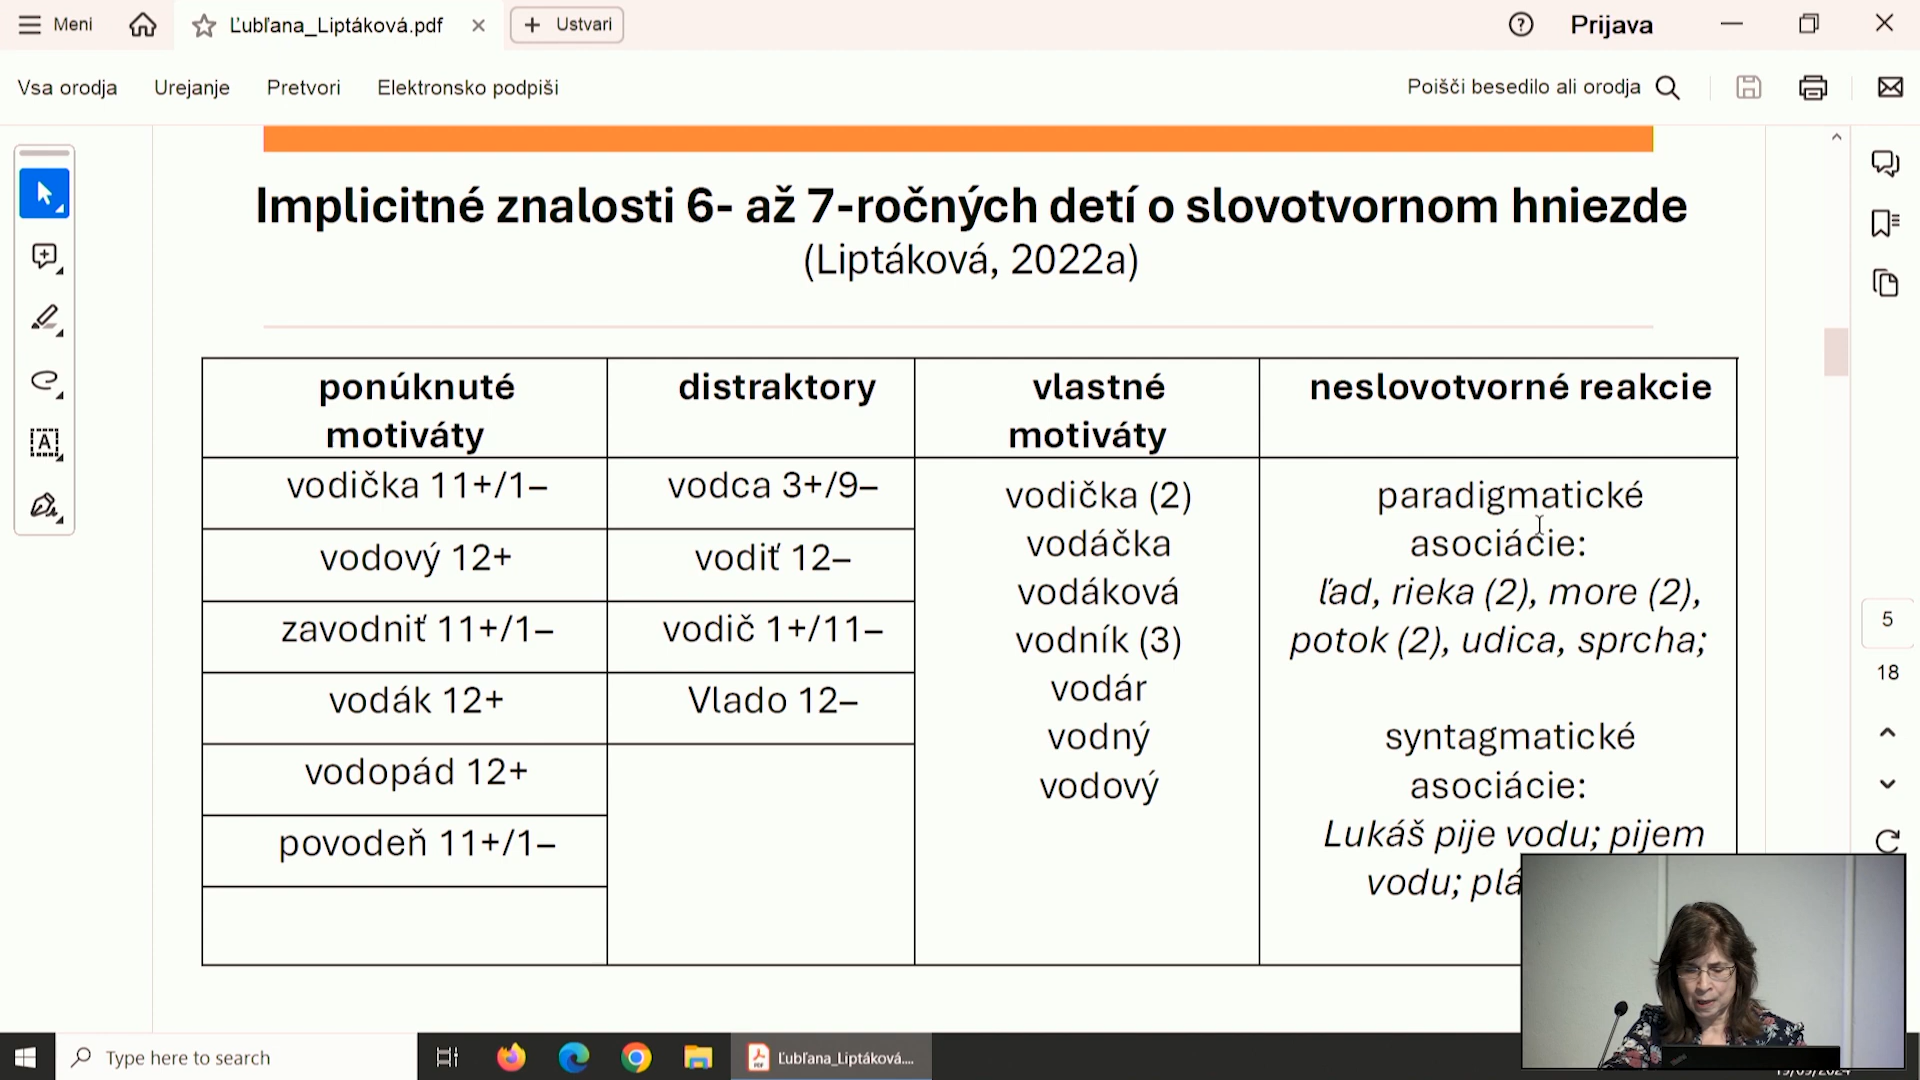 Meni
Ľubľana_Liptáková.pdf
Ustvari
Prijava
Vsa orodja
Urejanje
Pretvori
Elektronsko podpiši
Poišči besedilo ali orodja
Implicitné znalosti 6- až 7-ročných detí o slovotvornom hniezde
(Liptáková, 2022a)
ponúknuté
motiváty
distraktory
vlastné
motiváty
neslovotvorné reakcie
vodička 11+/1–
vodový 12+
zavodniť 11+/1–
vodák 12+
vodopád 12+
povodeň 11+/1–
vodca 3+/9–
vodiť 12–
vodič 1+/11–
Vlado 12–
vodička (2)
vodáčka
vodáková
vodník (3)
vodár
vodný
vodový
paradigmatické
asociácie:
ľad, rieka (2), more (2),
potok (2), udica, sprcha;
syntagmatické
asociácie:
Lukáš pije vodu; pijem
vodu;
5
18
Type here to search
Ľubľana_Liptáková....